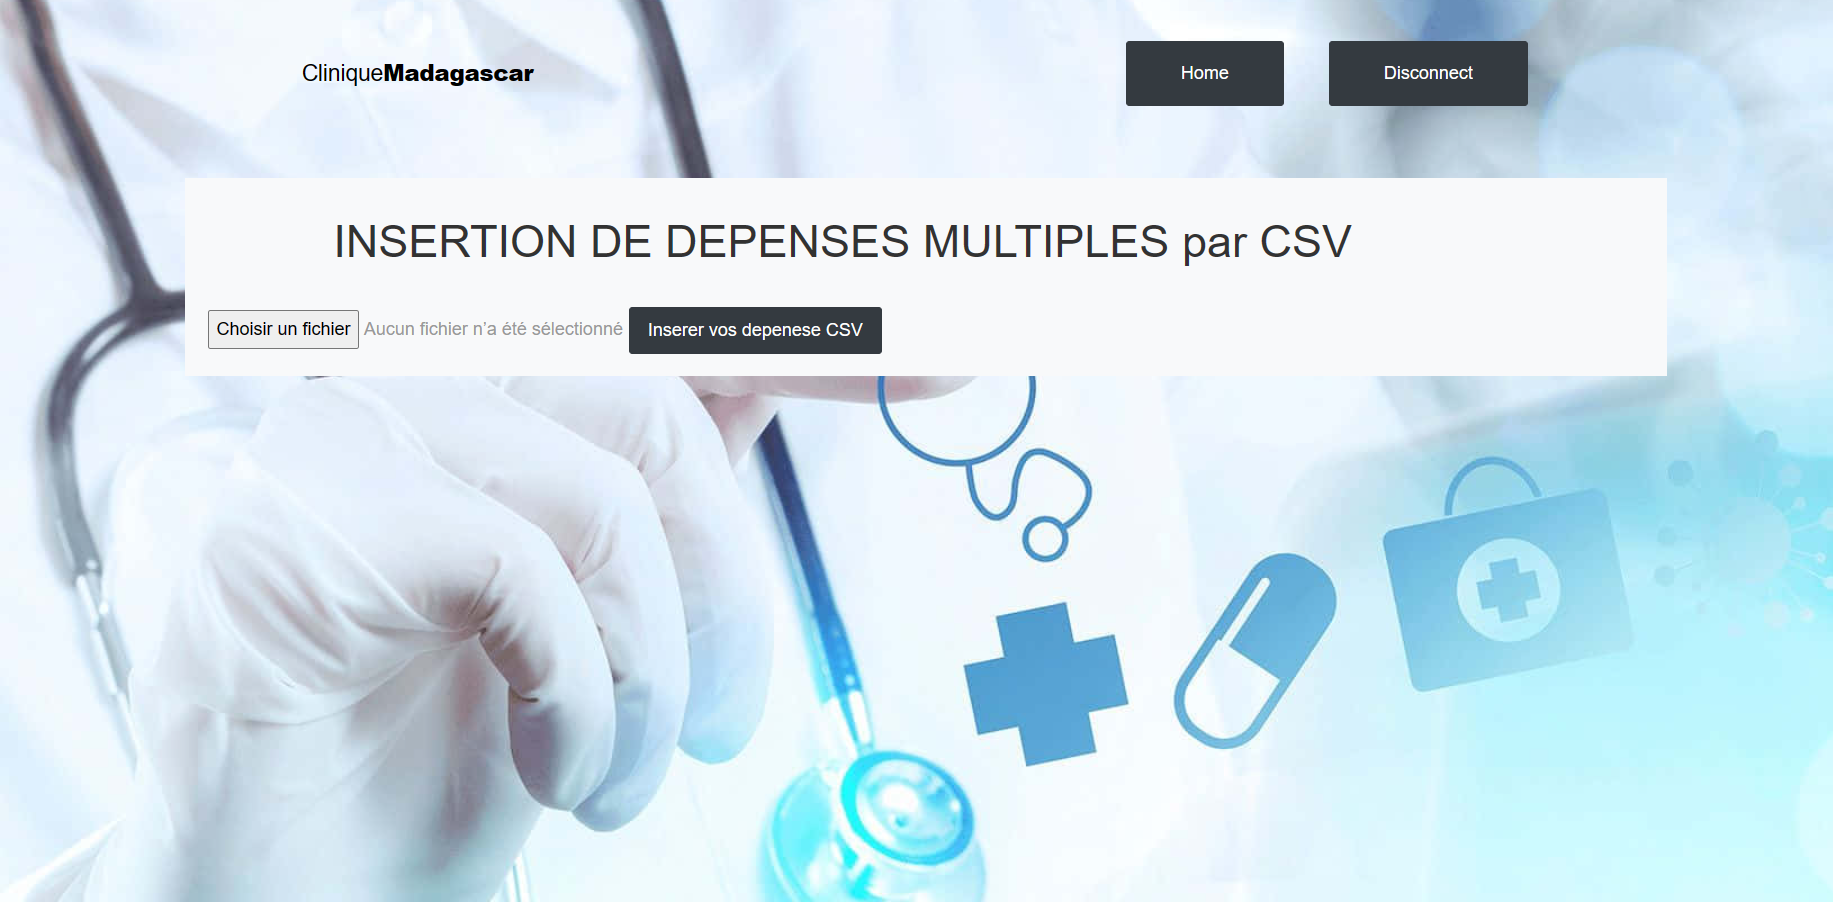 CliniqueMadagascar
Home
Disconnect
INSERTION DE DEPENSES MULTIPLES par CSV
Choisir un fichier Aucun fichier n’a été sélectionné Inserer vos depenese CSV